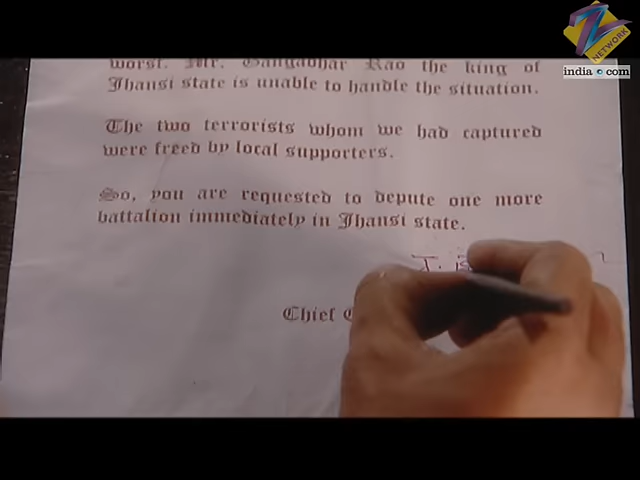 NETWORK
india.com
worst. Mr. Gangadhar Rao the king of
Jhansi state is unable to handle the situation.
The two terrorists whom we had captured
were freed by local supporters.
So, you are requested to depute one more
battalion immediately in Jhansi state.
J.
Chief